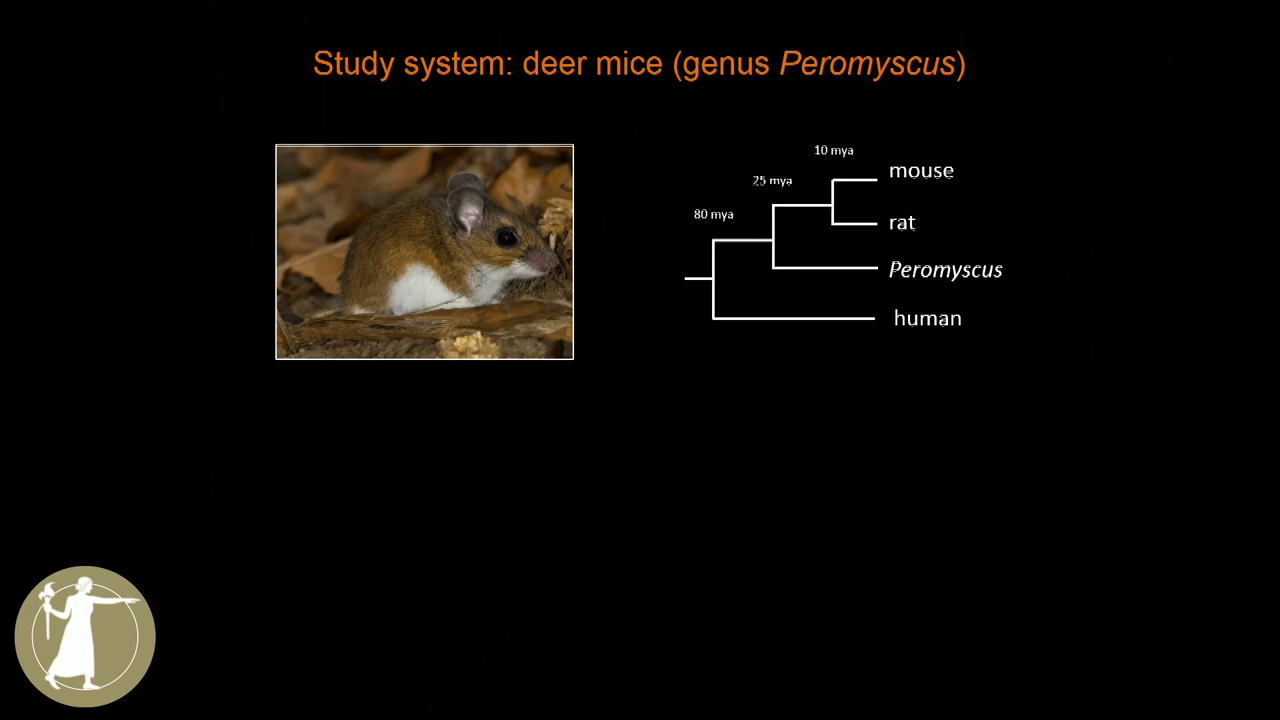 Study system: deer mice (genus Peromyscus)
10 mya
mouse
25 mya
80 mya
rat
Peromyscus
human